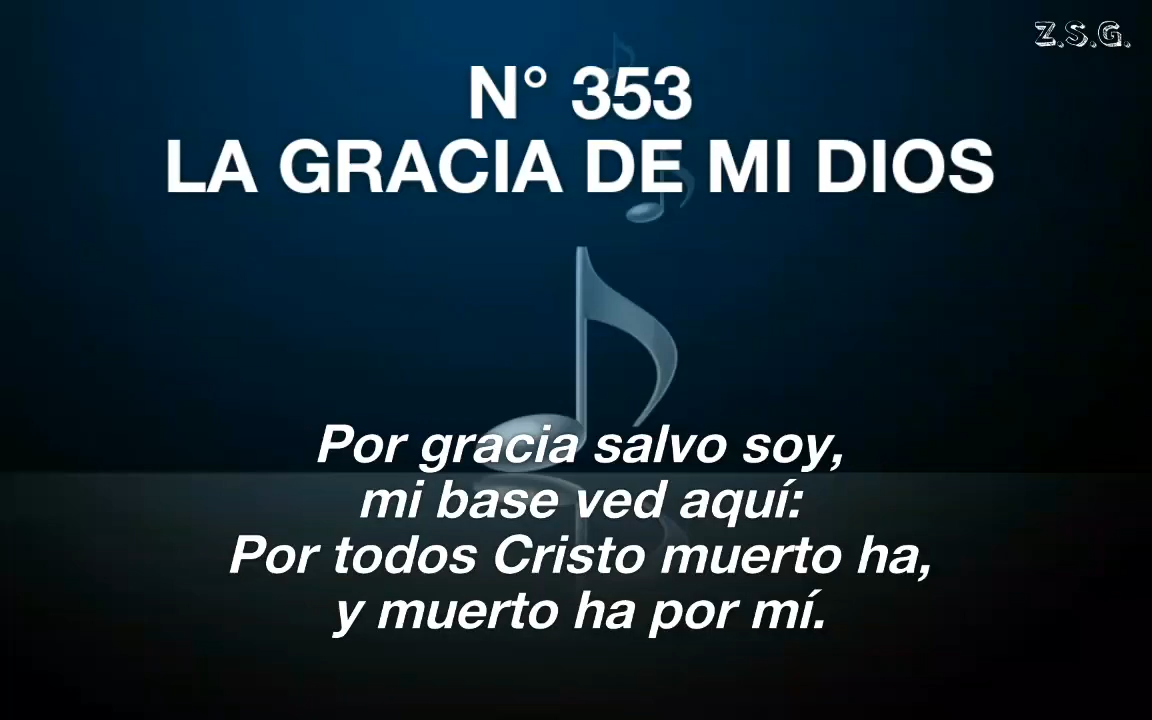 Z.S.G.
N° 353
LA GRACIA DE MI DIOS
Por gracia salvo soy,
mi base ved aquí:
Por todos Cristo muerto ha,
y muerto ha por mí.